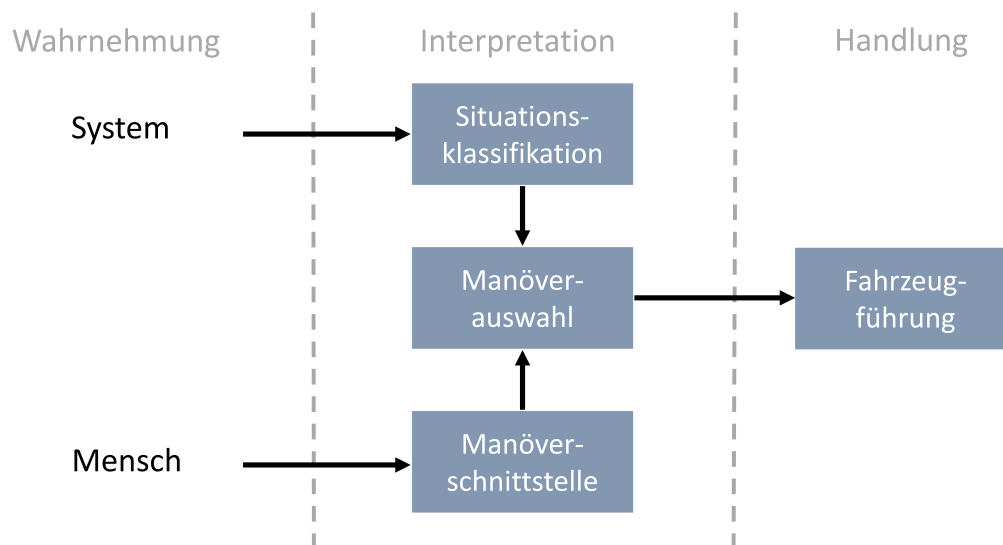 Wahrnehmung
Interpretation
Handlung
System
Situations-
klassifikation
Manöver-
auswahl
Fahrzeug-
führung
Mensch
Manöver-
schnittstelle